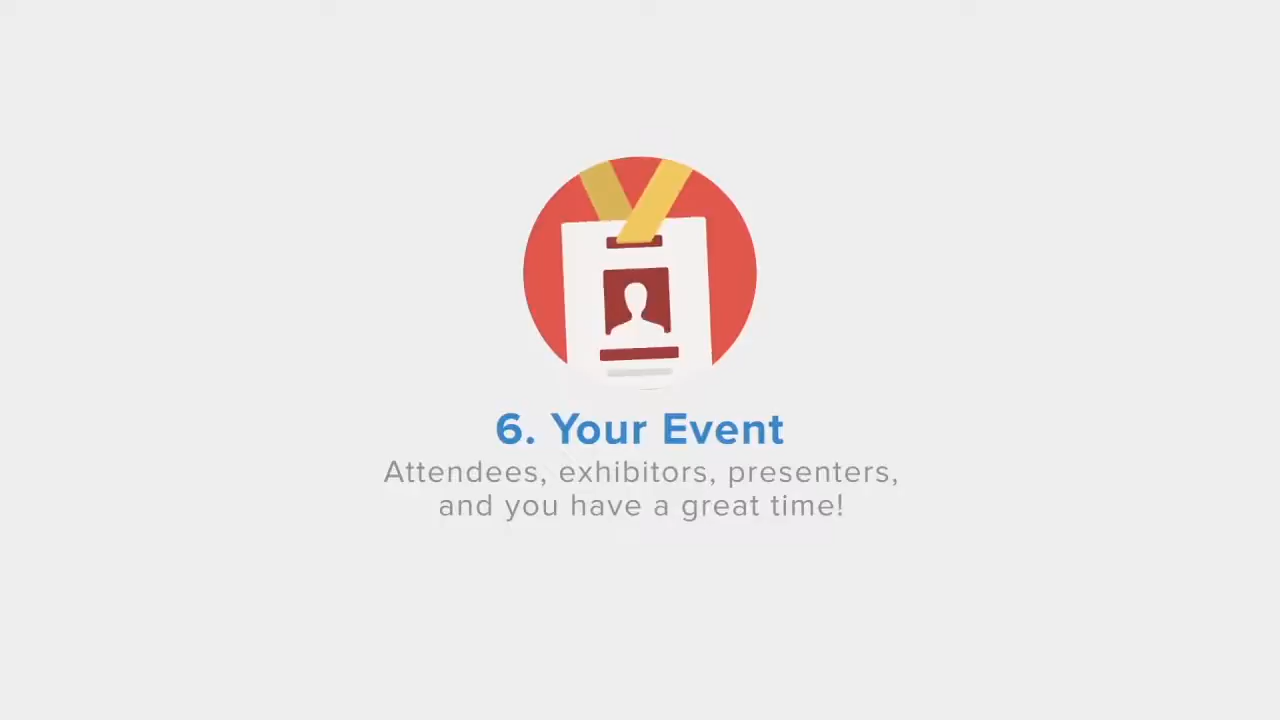 6. Your Event
Attendees, exhibitors, presenters,
and you have a great time!